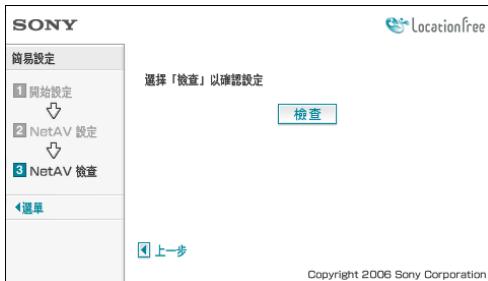 SONY
LocationFree
簡易設定
1 開始設定
2 NetAV 設定
3 NetAV 檢查
選單
選擇「檢查」以確認設定
檢查
上一步
Copyright 2006 Sony Corporation